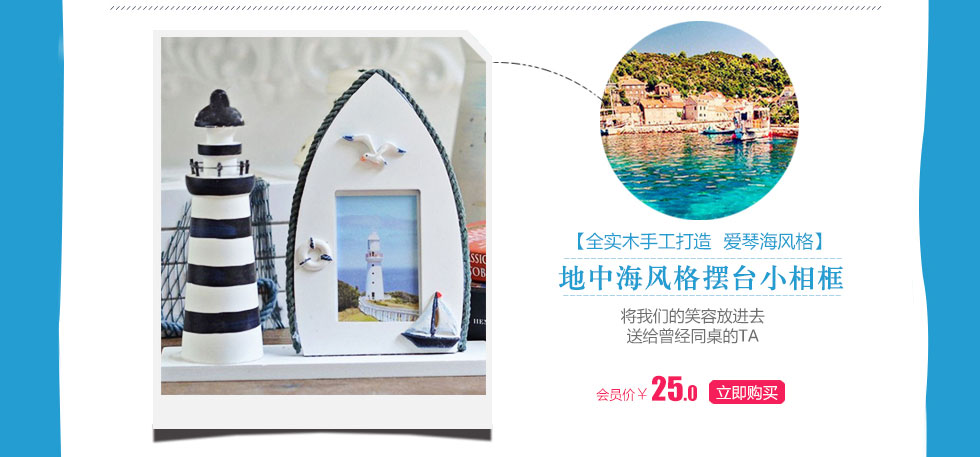 【全实木手工打造 爱琴海风格】
地中海风格摆台小相框
将我们的笑容放进去
送给曾经同桌的TA
会员价￥25.0 立即购买